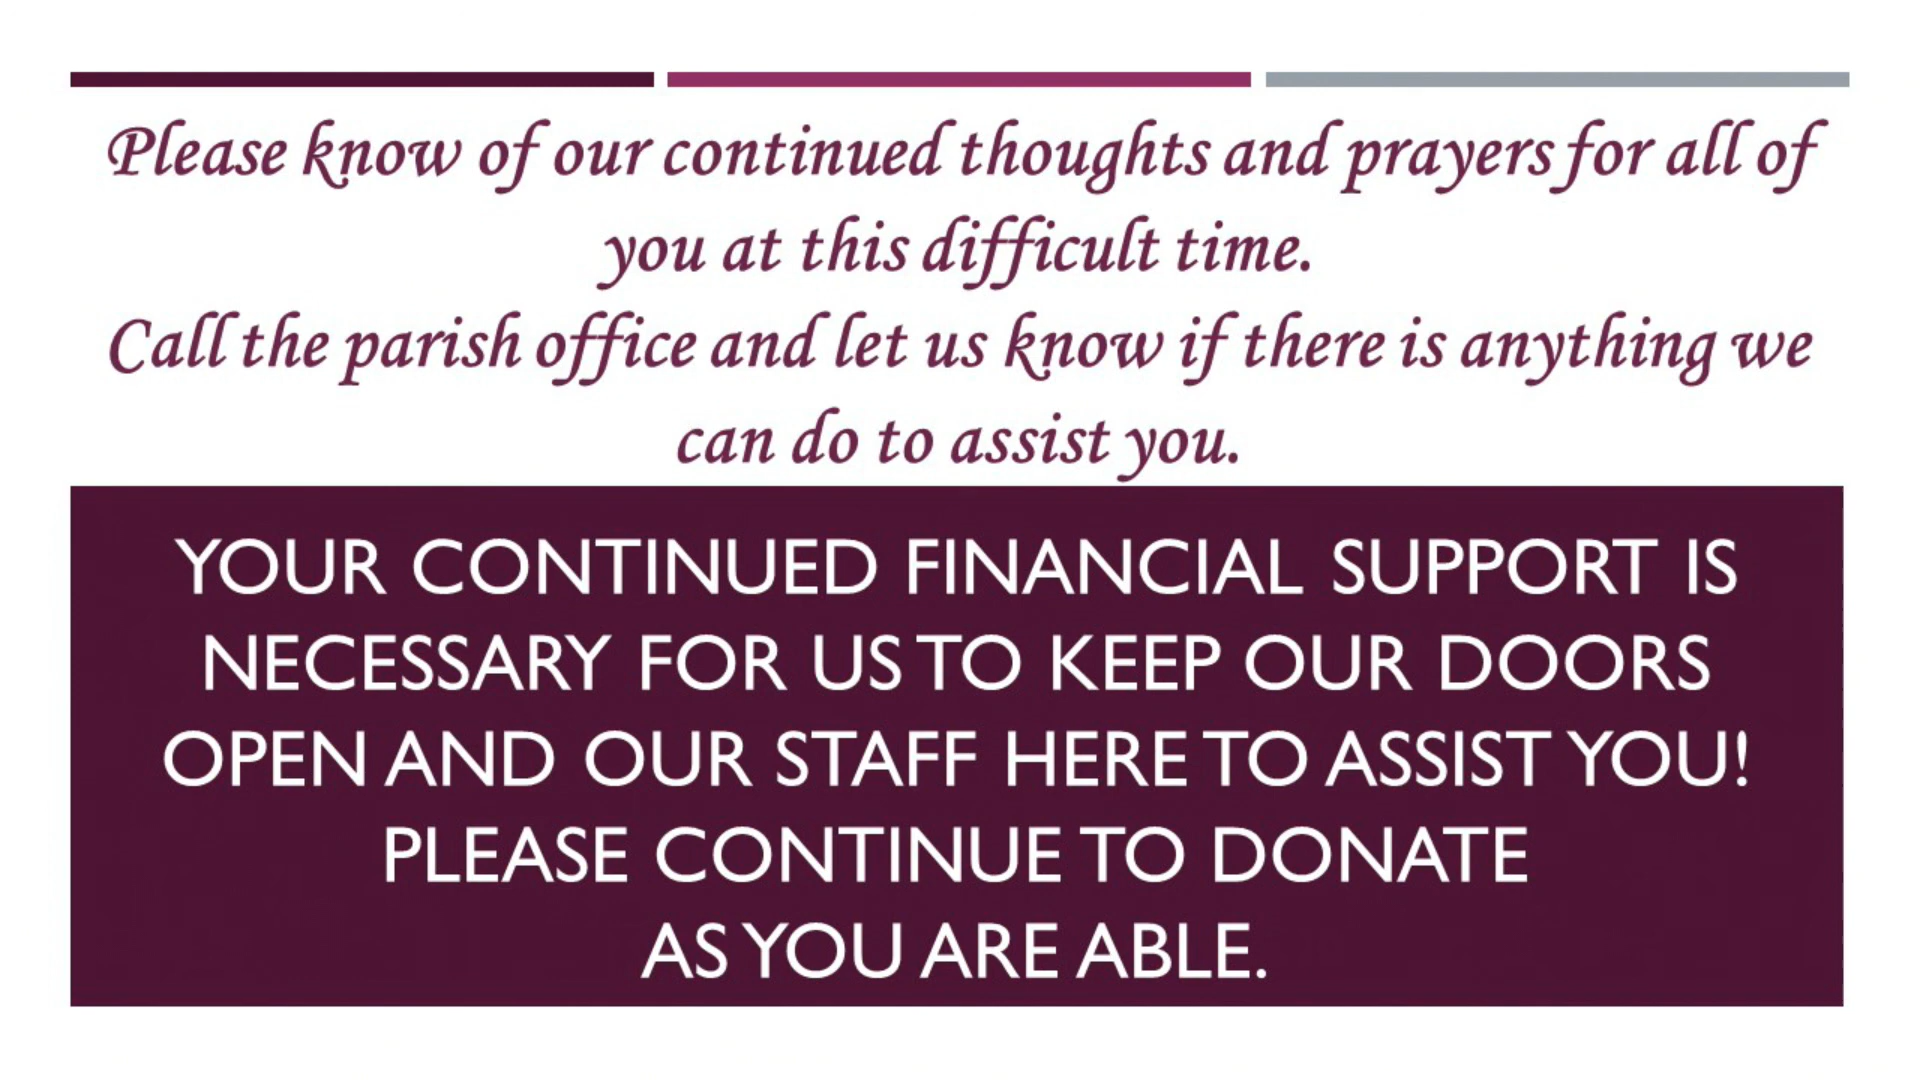 Please know of our continued thoughts and prayers for all of
you at this difficult time.
Call the parish office and let us know if there is anything we
can do to assist you.
YOUR CONTINUED FINANCIAL SUPPORT IS
NECESSARY FOR US TO KEEP OUR DOORS
OPEN AND OUR STAFF HERE TO ASSIST YOU!
PLEASE CONTINUE TO DONATE
AS YOU ARE ABLE.